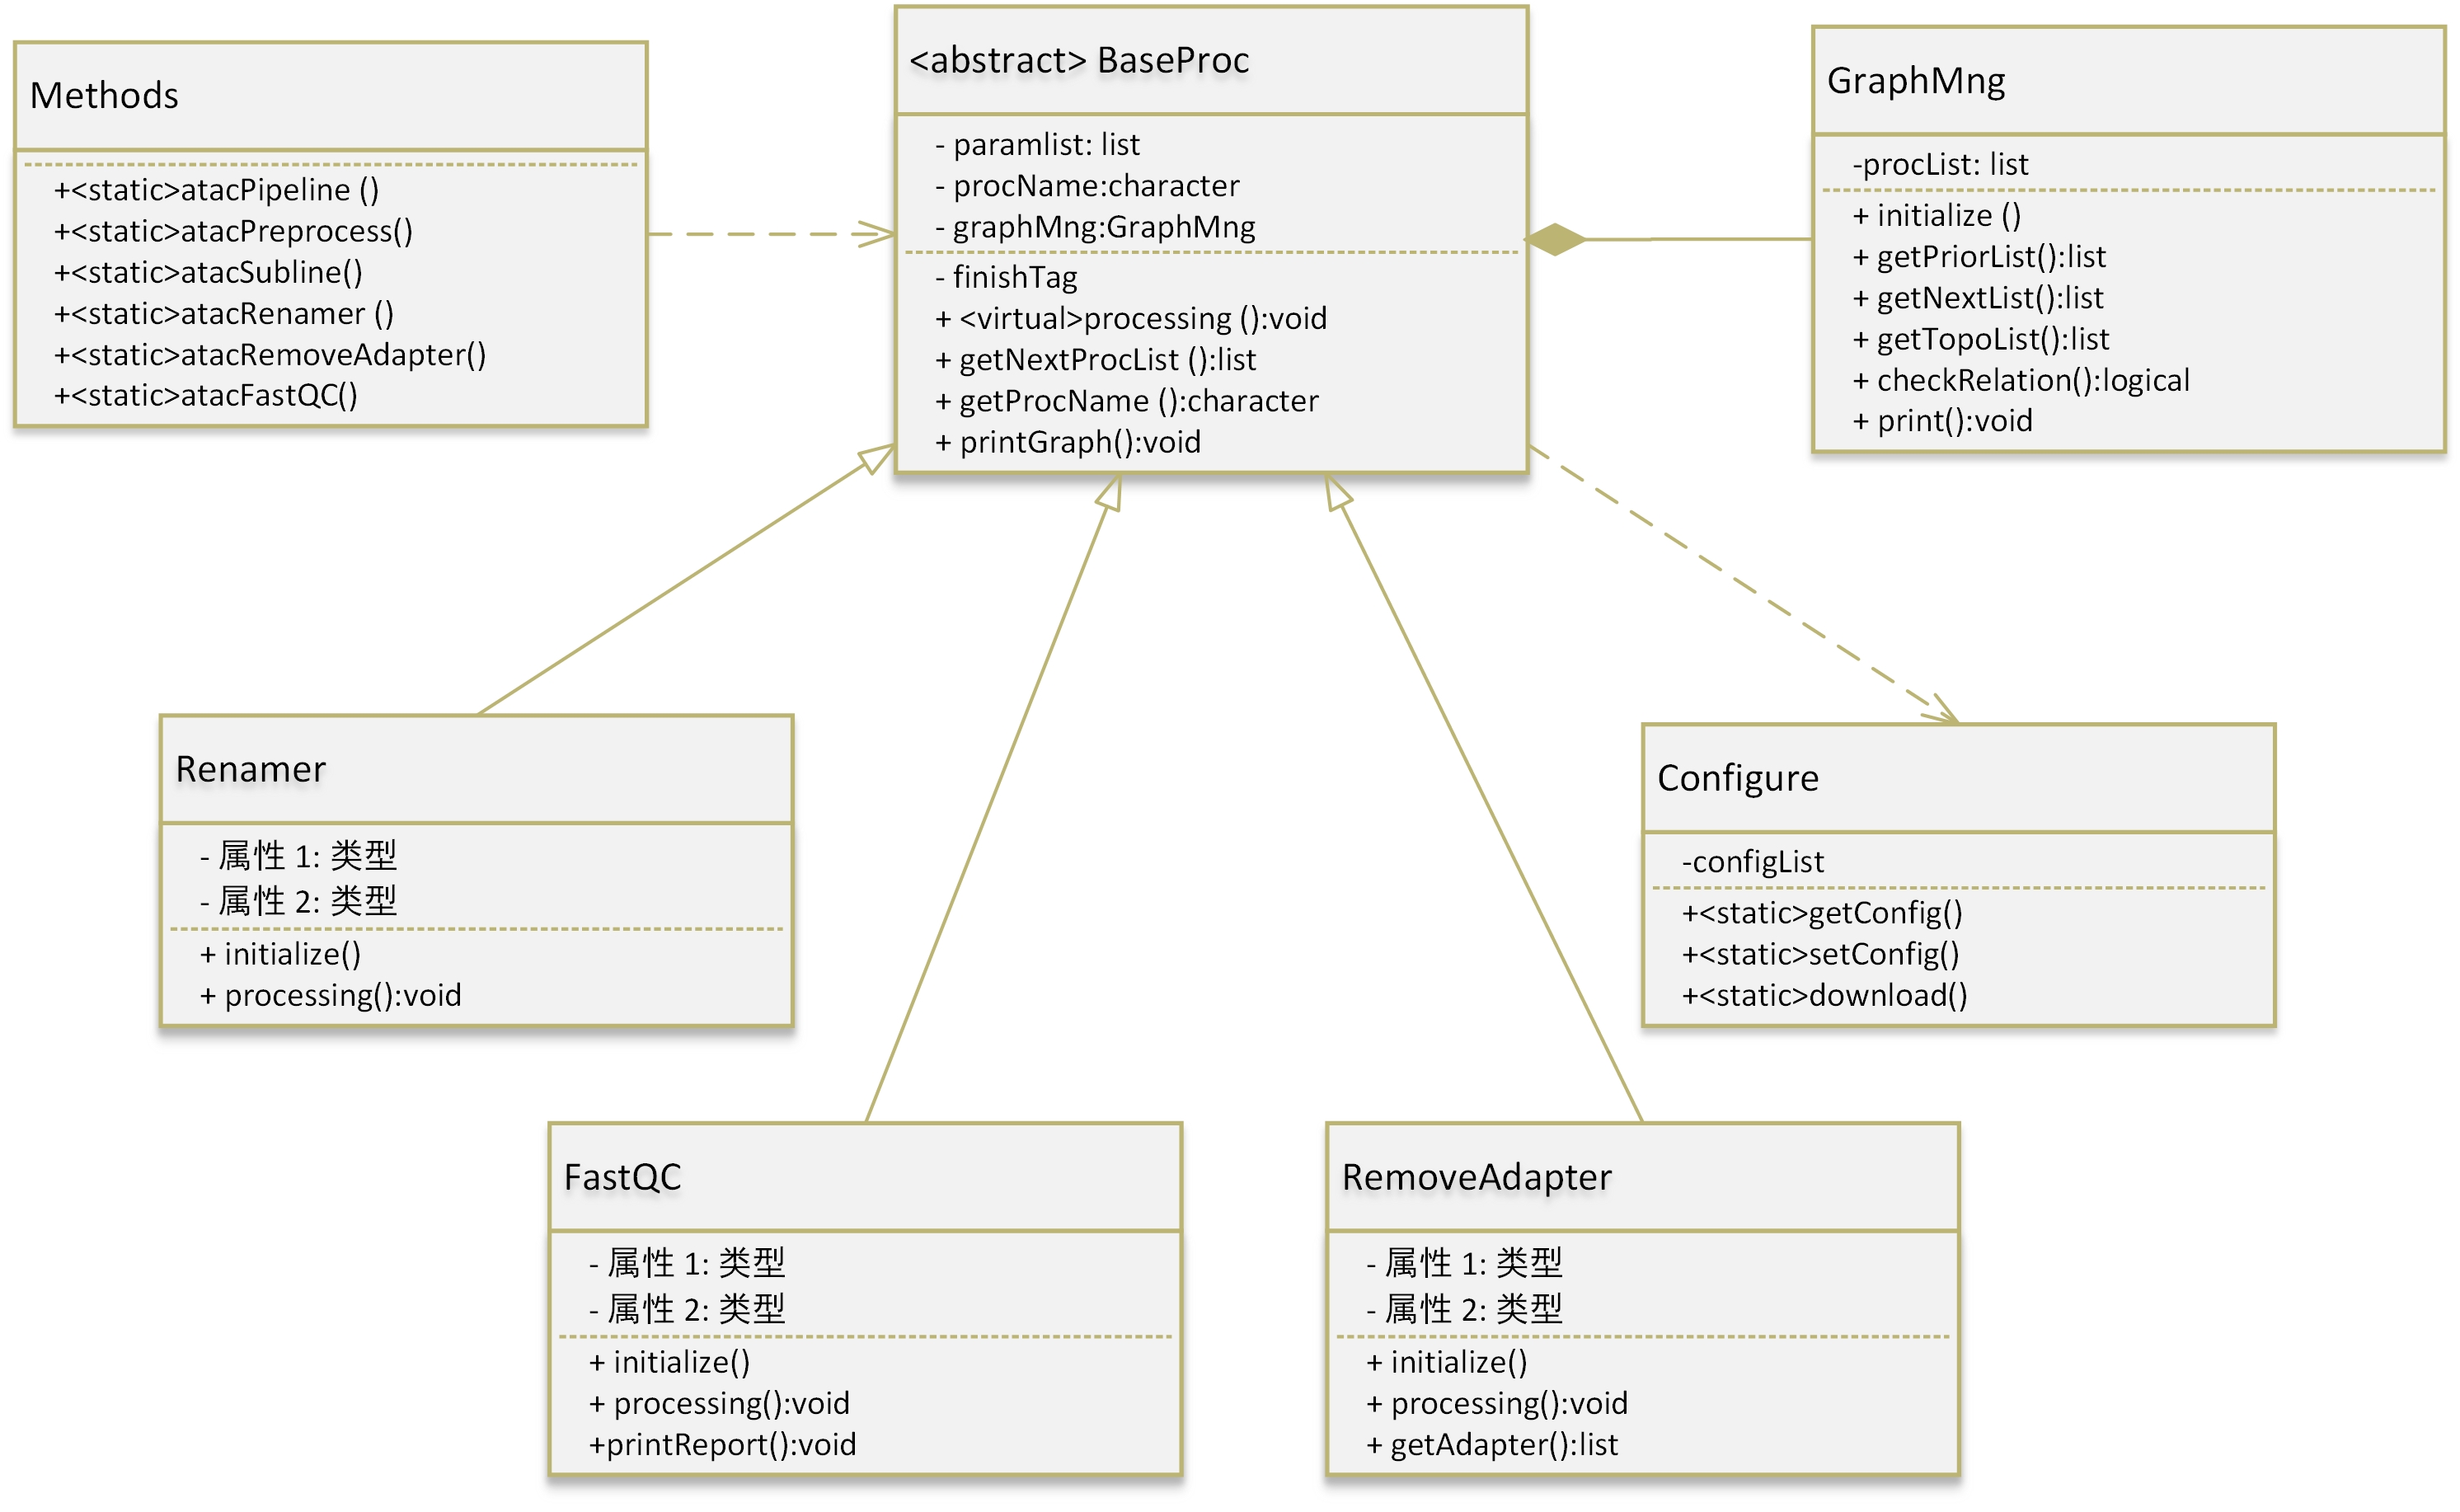 Methods
+<static>atacPipeline ()
+<static>atacPreprocess()
+<static>atacSubline()
+<static>atacRenamer ()
+<static>atacRemoveAdapter()
+<static>atacFastQC()
<abstract> BaseProc
- paramlist: list
- procName:character
- graphMng:GraphMng
- finishTag
+ <virtual>processing ():void
+ getNextProcList ():list
+ getProcName ():character
+ printGraph():void
GraphMng
-procList: list
+ initialize ()
+ getPriorList():list
+ getNextList():list
+ getTopoList():list
+ checkRelation():logical
+ print():void
Renamer
- 属性 1: 类型
- 属性 2: 类型
+ initialize()
+ processing():void
Configure
-configList
+<static>getConfig()
+<static>setConfig()
+<static>download()
FastQC
- 属性 1: 类型
- 属性 2: 类型
+ initialize()
+ processing():void
+printReport():void
RemoveAdapter
- 属性 1: 类型
- 属性 2: 类型
+ initialize()
+ processing():void
+ getAdapter():list